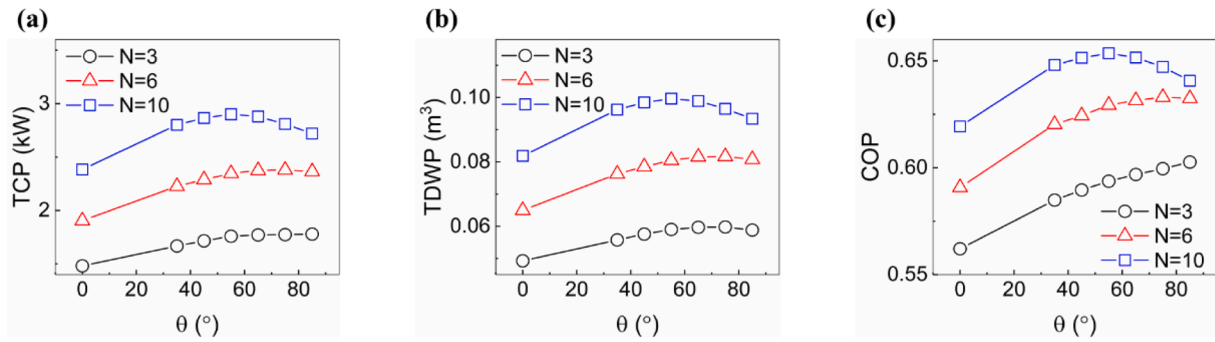 (a)
N=3
N=6
N=10
3
2
TCP (kW)
0 20 40 60 80
θ (°)
(b)
N=3
N=6
N=10
0.10
0.08
0.06
TDWP (m³)
0 20 40 60 80
θ (°)
(c)
0.65
0.60
0.55
COP
N=3
N=6
N=10
0 20 40 60 80
θ (°)